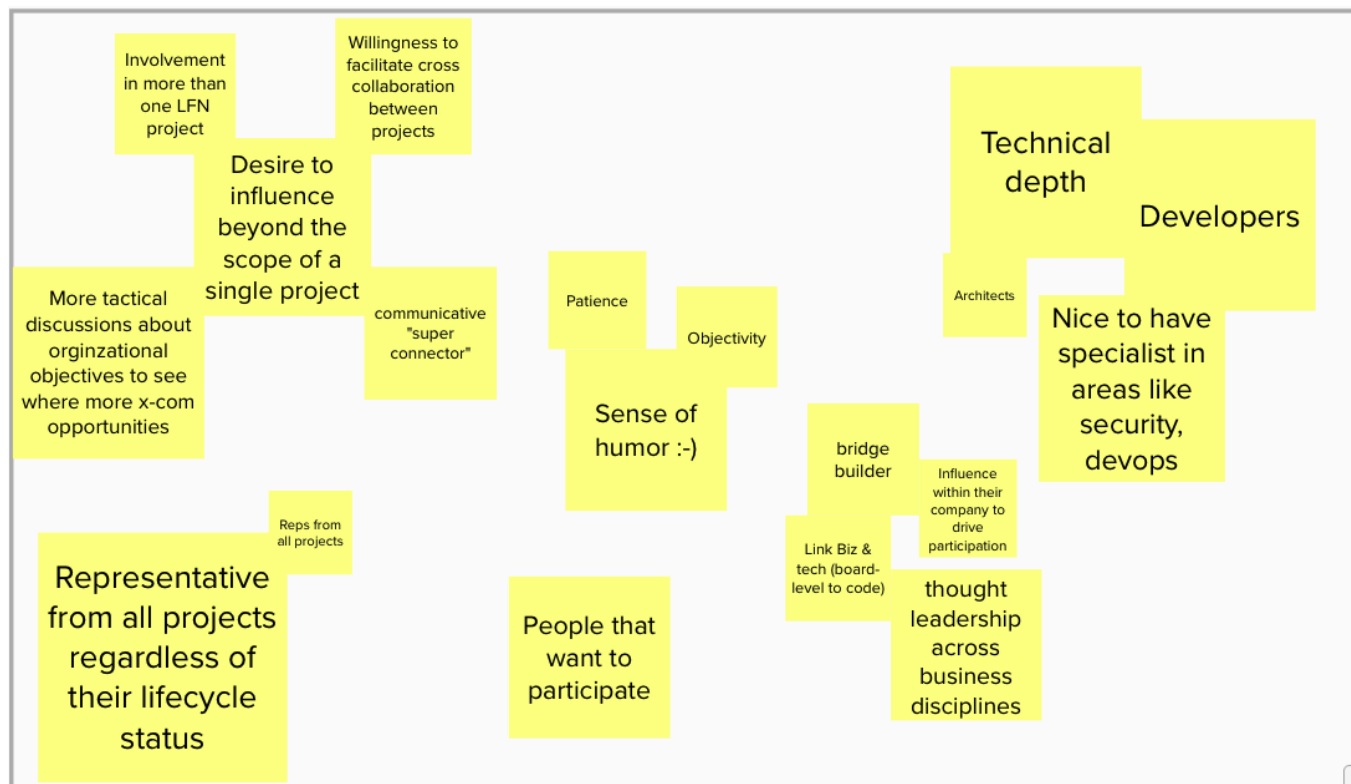 Involvement
in more than
one LFN
project
Willingness to
facilitate cross
collaboration
between
projects
Desire to
influence
beyond the
scope of a
single project
More tactical
discussions about
orginzational
objectives to see
where more x-com
opportunities
communicative
"super
connector"
Patience
Objectivity
Sense of
humor :-)
Technical
depth
Developers
Architects
Nice to have
specialist in
areas like
security,
devops
bridge
builder
Influence
within their
company to
drive
participation
Link Biz &
tech (board-
level to code)
thought
leadership
across
business
disciplines
Reps from
all projects
Representative
from all projects
regardless of
their lifecycle
status
People that
want to
participate